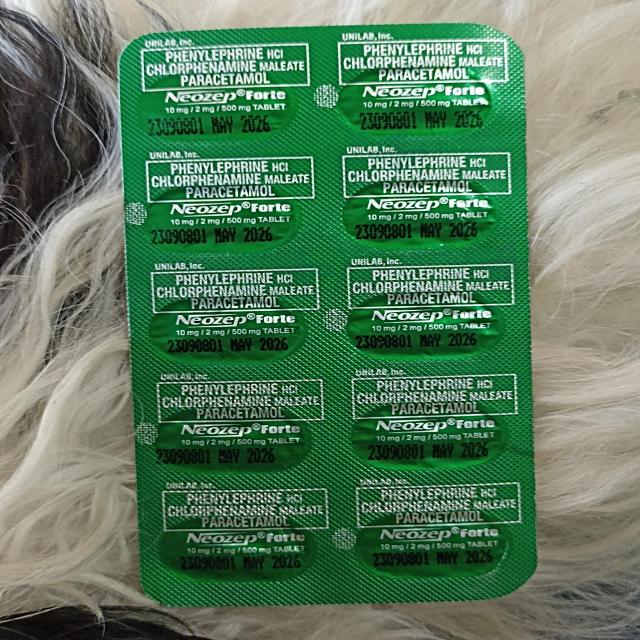 UNILAB, Inc.
PHENYLEPHRINE HCl
CHLORPHENAMINE MALEATE
PARACETAMOL
Neozep® Forte
10 mg / 2 mg / 500 mg TABLET
23090801 MAY 2026
UNILAB, Inc.
PHENYLEPHRINE HCl
CHLORPHENAMINE MALEATE
PARACETAMOL
Neozep® Forte
10 mg / 2 mg / 500 mg TABLET
23090801 MAY 2026
UNILAB, Inc.
PHENYLEPHRINE HCl
CHLORPHENAMINE MALEATE
PARACETAMOL
Neozep® Forte
10 mg / 2 mg / 500 mg TABLET
23090801 MAY 2026
UNILAB, Inc.
PHENYLEPHRINE HCl
CHLORPHENAMINE MALEATE
PARACETAMOL
Neozep® Forte
10 mg / 2 mg / 500 mg TABLET
23090801 MAY 2026
UNILAB, Inc.
PHENYLEPHRINE HCl
CHLORPHENAMINE MALEATE
PARACETAMOL
Neozep® Forte
10 mg / 2 mg / 500 mg TABLET
23090801 MAY 2026
UNILAB, Inc.
PHENYLEPHRINE HCl
CHLORPHENAMINE MALEATE
PARACETAMOL
Neozep® Forte
10 mg / 2 mg / 500 mg TABLET
23090801 MAY 2026
UNILAB, Inc.
PHENYLEPHRINE HCl
CHLORPHENAMINE MALEATE
PARACETAMOL
Neozep® Forte
10 mg / 2 mg / 500 mg TABLET
23090801 MAY 2026
UNILAB, Inc.
PHENYLEPHRINE HCl
CHLORPHENAMINE MALEATE
PARACETAMOL
Neozep® Forte
10 mg / 2 mg / 500 mg TABLET
23090801 MAY 2026
UNILAB, Inc.
PHENYLEPHRINE HCl
CHLORPHENAMINE MALEATE
PARACETAMOL
Neozep® Forte
10 mg / 2 mg / 500 mg TABLET
23090801 MAY 2026
UNILAB, Inc.
PHENYLEPHRINE HCl
CHLORPHENAMINE MALEATE
PARACETAMOL
Neozep® Forte
10 mg / 2 mg / 500 mg TABLET
23090801 MAY 2026